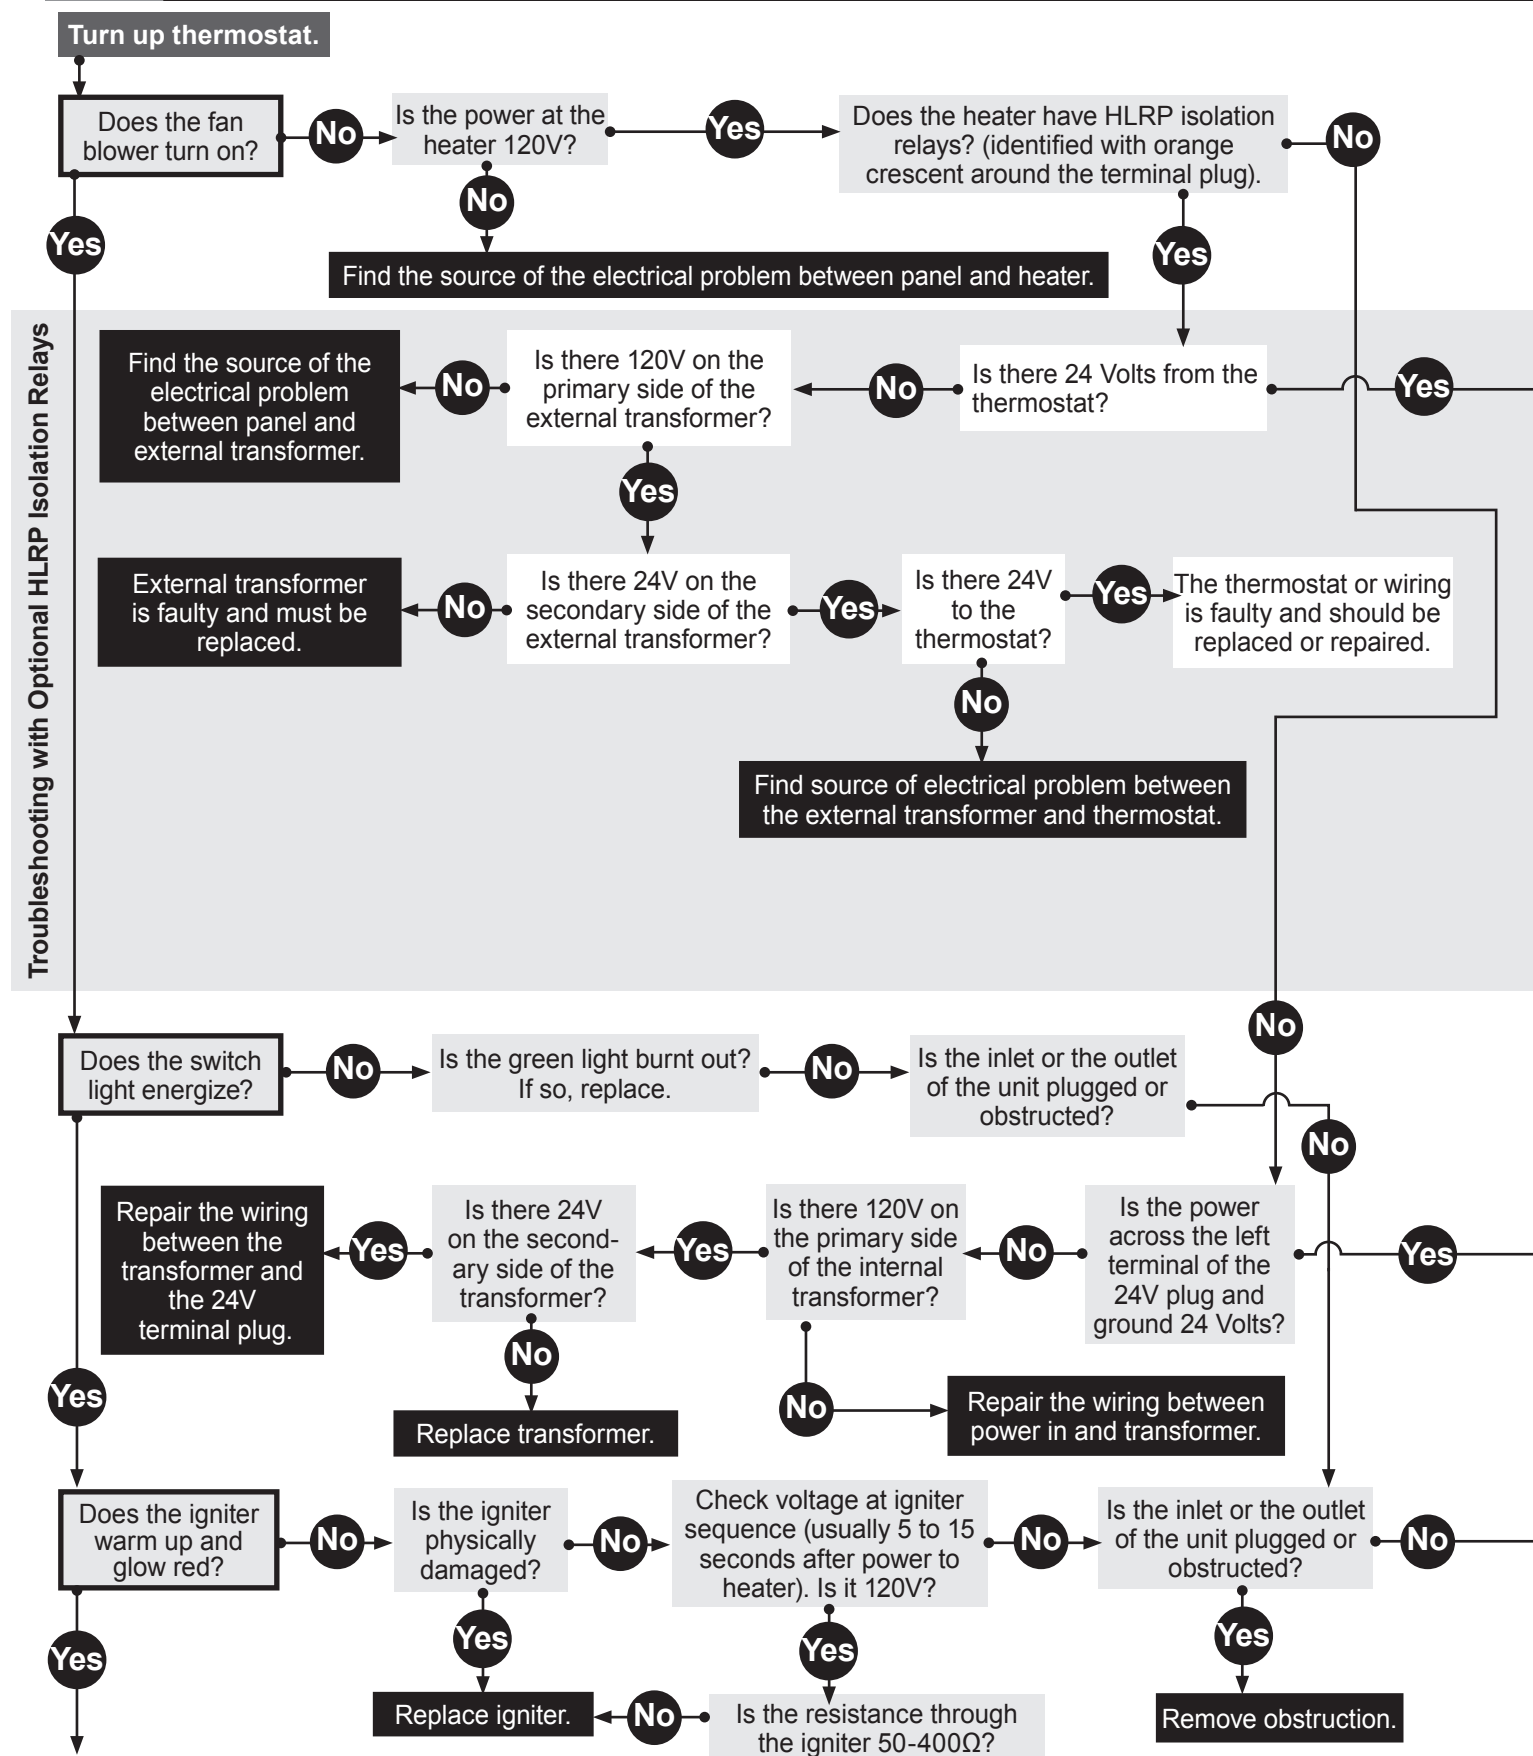 Turn up thermostat.
Does the fan
blower turn on?
No
Is the power at the
heater 120V?
Yes
Does the heater have HLRP isolation
relays? (identified with orange
crescent around the terminal plug).
No
No
Yes
Yes
Find the source of the electrical problem between panel and heater.
Troubleshooting with Optional HLRP Isolation Relays
Find the source of the
electrical problem
between panel and
external transformer.
No
Is there 120V on the
primary side of the
external transformer?
No
Is there 24 Volts from the
thermostat?
Yes
Yes
External transformer
is faulty and must be
replaced.
No
Is there 24V on the
secondary side of the
external transformer?
Yes
Is there 24V
to the
thermostat?
Yes
The thermostat or wiring
is faulty and should be
replaced or repaired.
No
Find source of electrical problem between
the external transformer and thermostat.
No
Does the switch
light energize?
No
Is the green light burnt out?
If so, replace.
No
Is the inlet or the outlet
of the unit plugged or
obstructed?
No
Repair the wiring
between the
transformer and
the 24V
terminal plug.
Yes
Is there 24V
on the second-
ary side of the
transformer?
Yes
Is there 120V on
the primary side
of the internal
transformer?
No
Is the power
across the left
terminal of the
24V plug and
ground 24 Volts?
Yes
No
Yes
No
Replace transformer.
Repair the wiring between
power in and transformer.
Does the igniter
warm up and
glow red?
No
Is the igniter
physically
damaged?
No
Check voltage at igniter
sequence (usually 5 to 15
seconds after power to
heater). Is it 120V?
No
Is the inlet or the outlet
of the unit plugged or
obstructed?
No
Yes
Yes
Yes
Yes
Replace igniter.
No
Is the resistance through
the igniter 50-400Ω?
Remove obstruction.